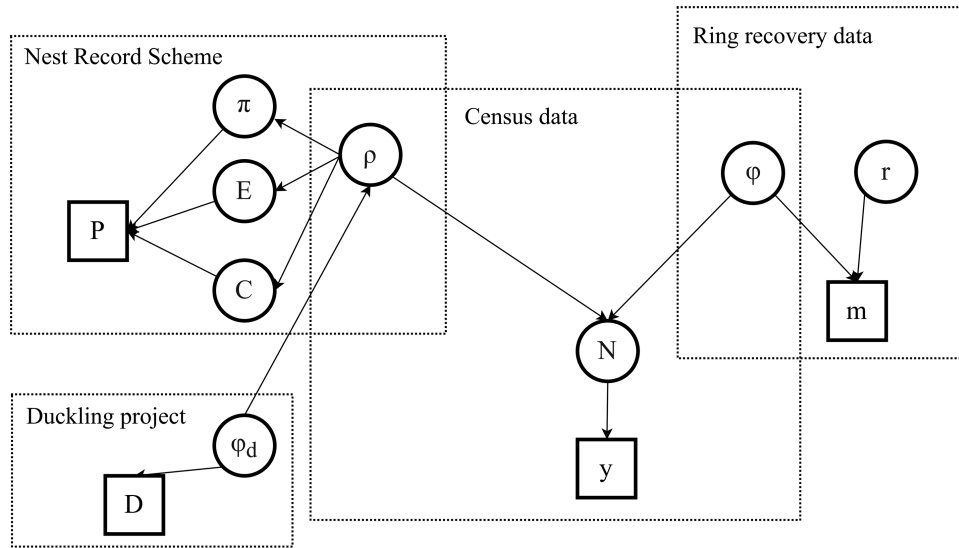 Ring recovery data
Nest Record Scheme
Census data
π
ρ
φ
r
E
P
C
m
N
Duckling project
φd
y
D